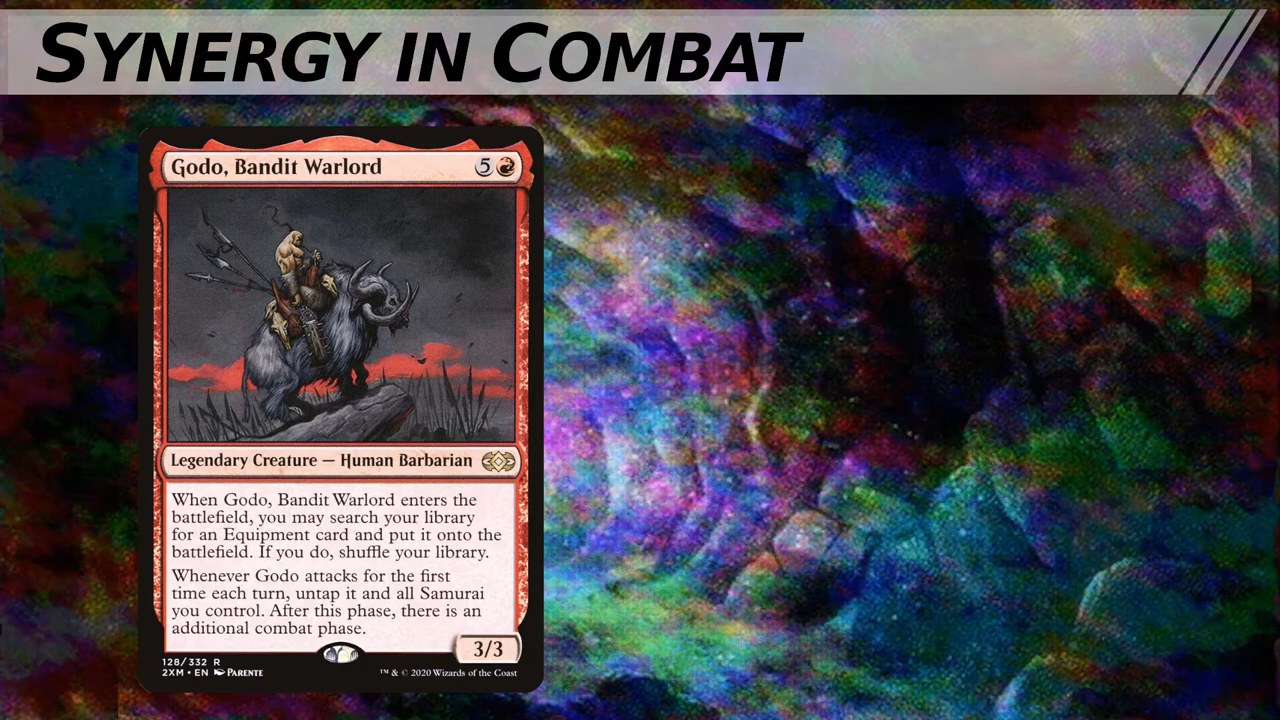 SYNERGY IN COMBAT
Godo, Bandit Warlord 5
Legendary Creature — Human Barbarian
When Godo, Bandit Warlord enters the
battlefield, you may search your library
for an Equipment card and put it onto the
battlefield. If you do, shuffle your library.
Whenever Godo attacks for the first
time each turn, untap it and all Samurai
you control. After this phase, there is an
additional combat phase.
3/3
128/332 R
2XM • EN PARENTE ™ & © 2020 Wizards of the Coast